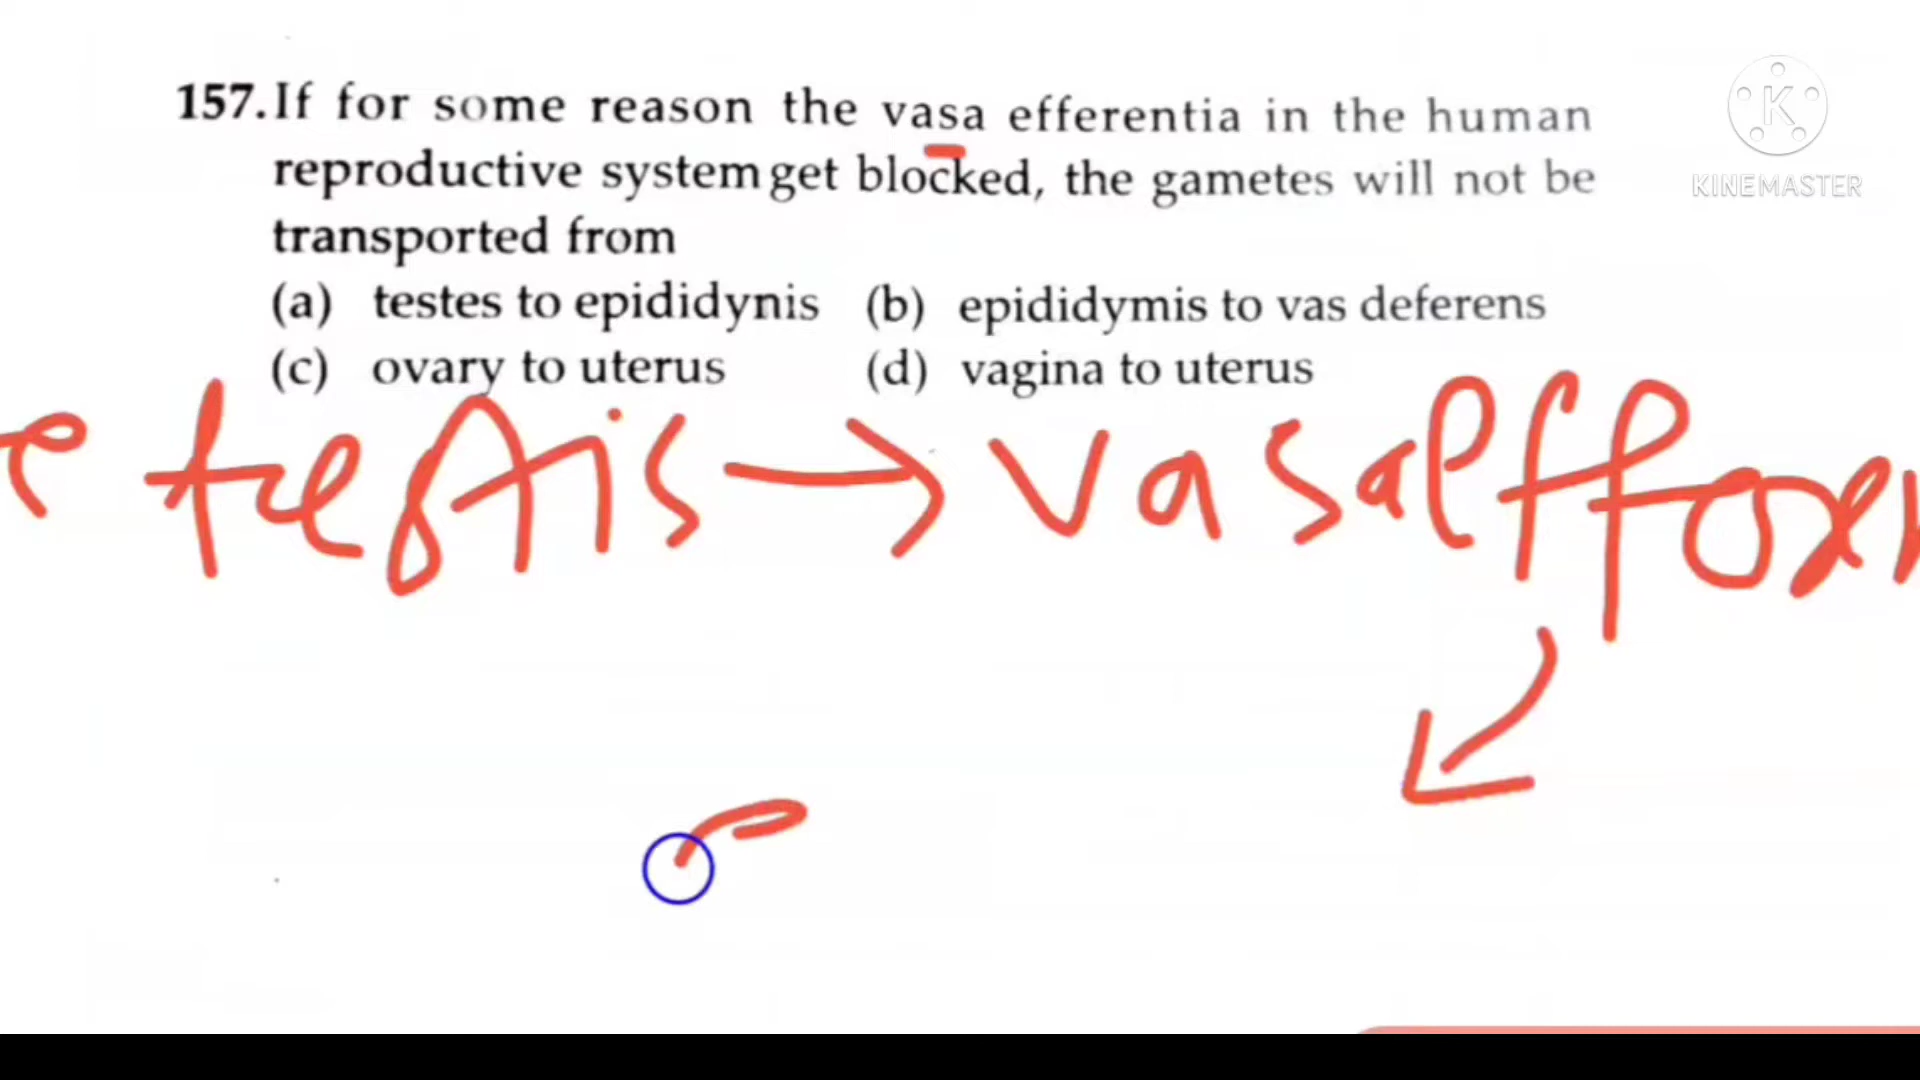 157. If for some reason the vasa efferentia in the human
reproductive system get blocked, the gametes will not be
transported from
(a) testes to epididynis (b) epididymis to vas deferens
(c) ovary to uterus (d) vagina to uterus
KINEMASTER
e testis → vasa